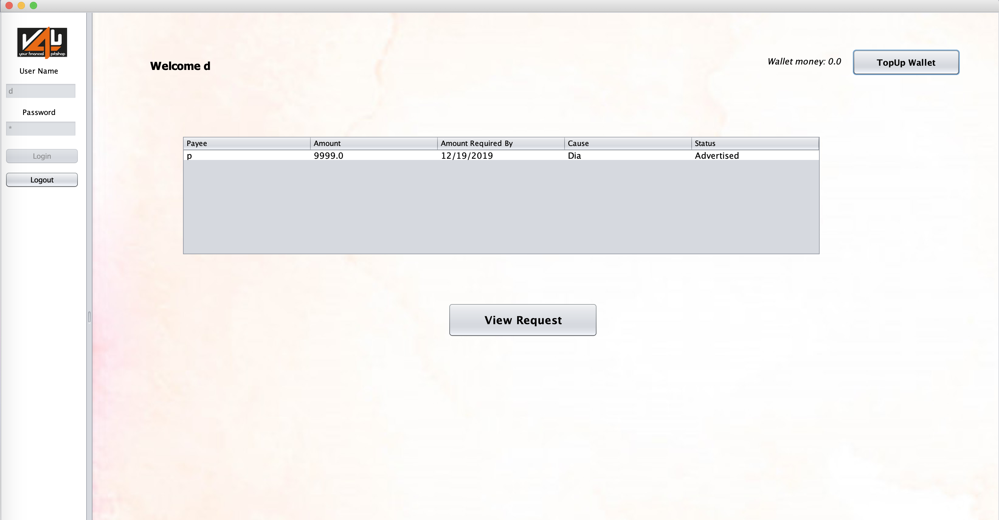 V4U
your financial pitshop
User Name
d
Password
*
Login
Logout
Welcome d
Wallet money: 0.0
TopUp Wallet
Payee Amount Amount Required By Cause Status
p 9999.0 12/19/2019 Dia Advertised
View Request